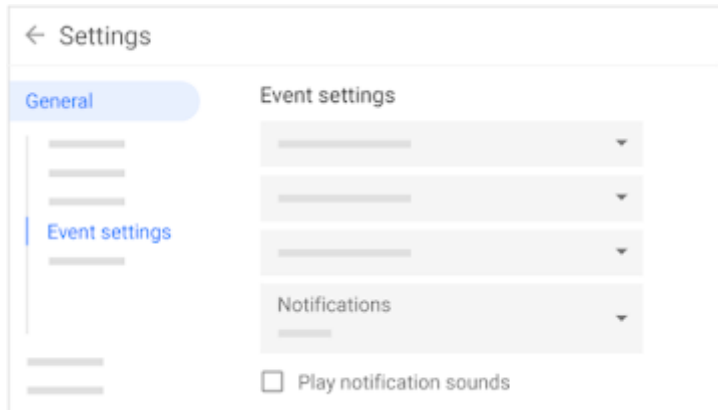 Settings
General
Event settings
Event settings
Notifications
Play notification sounds